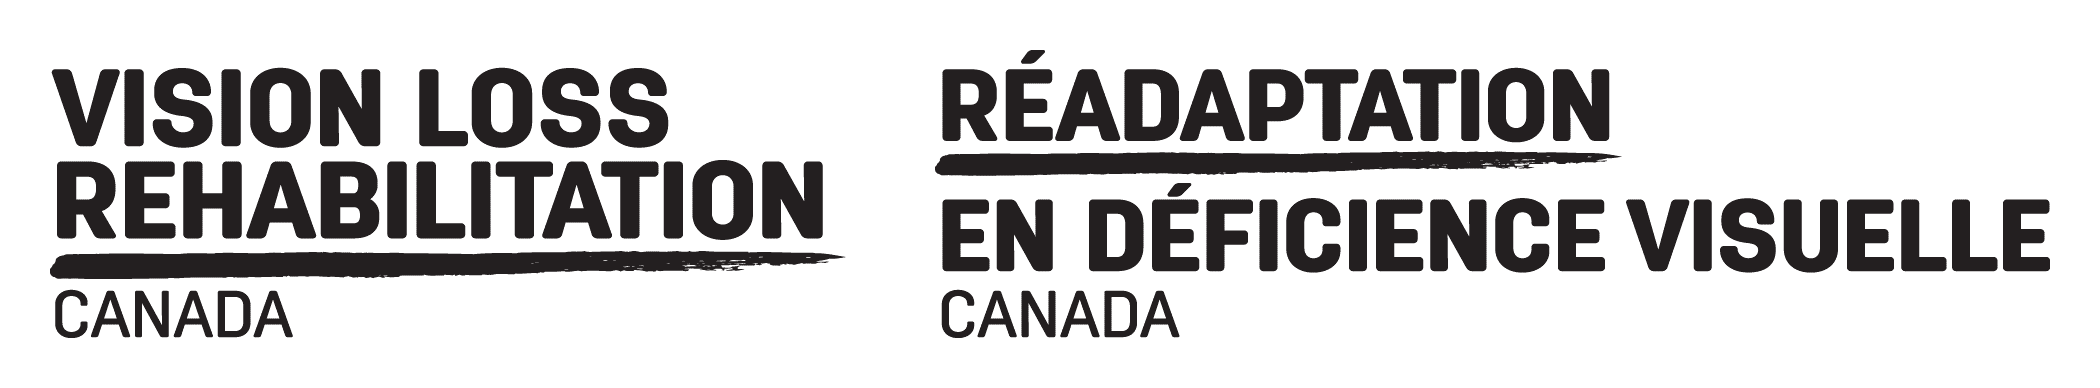 VISION LOSS
REHABILITATION
CANADA
RÉADAPTATION
EN DÉFICIENCE VISUELLE
CANADA